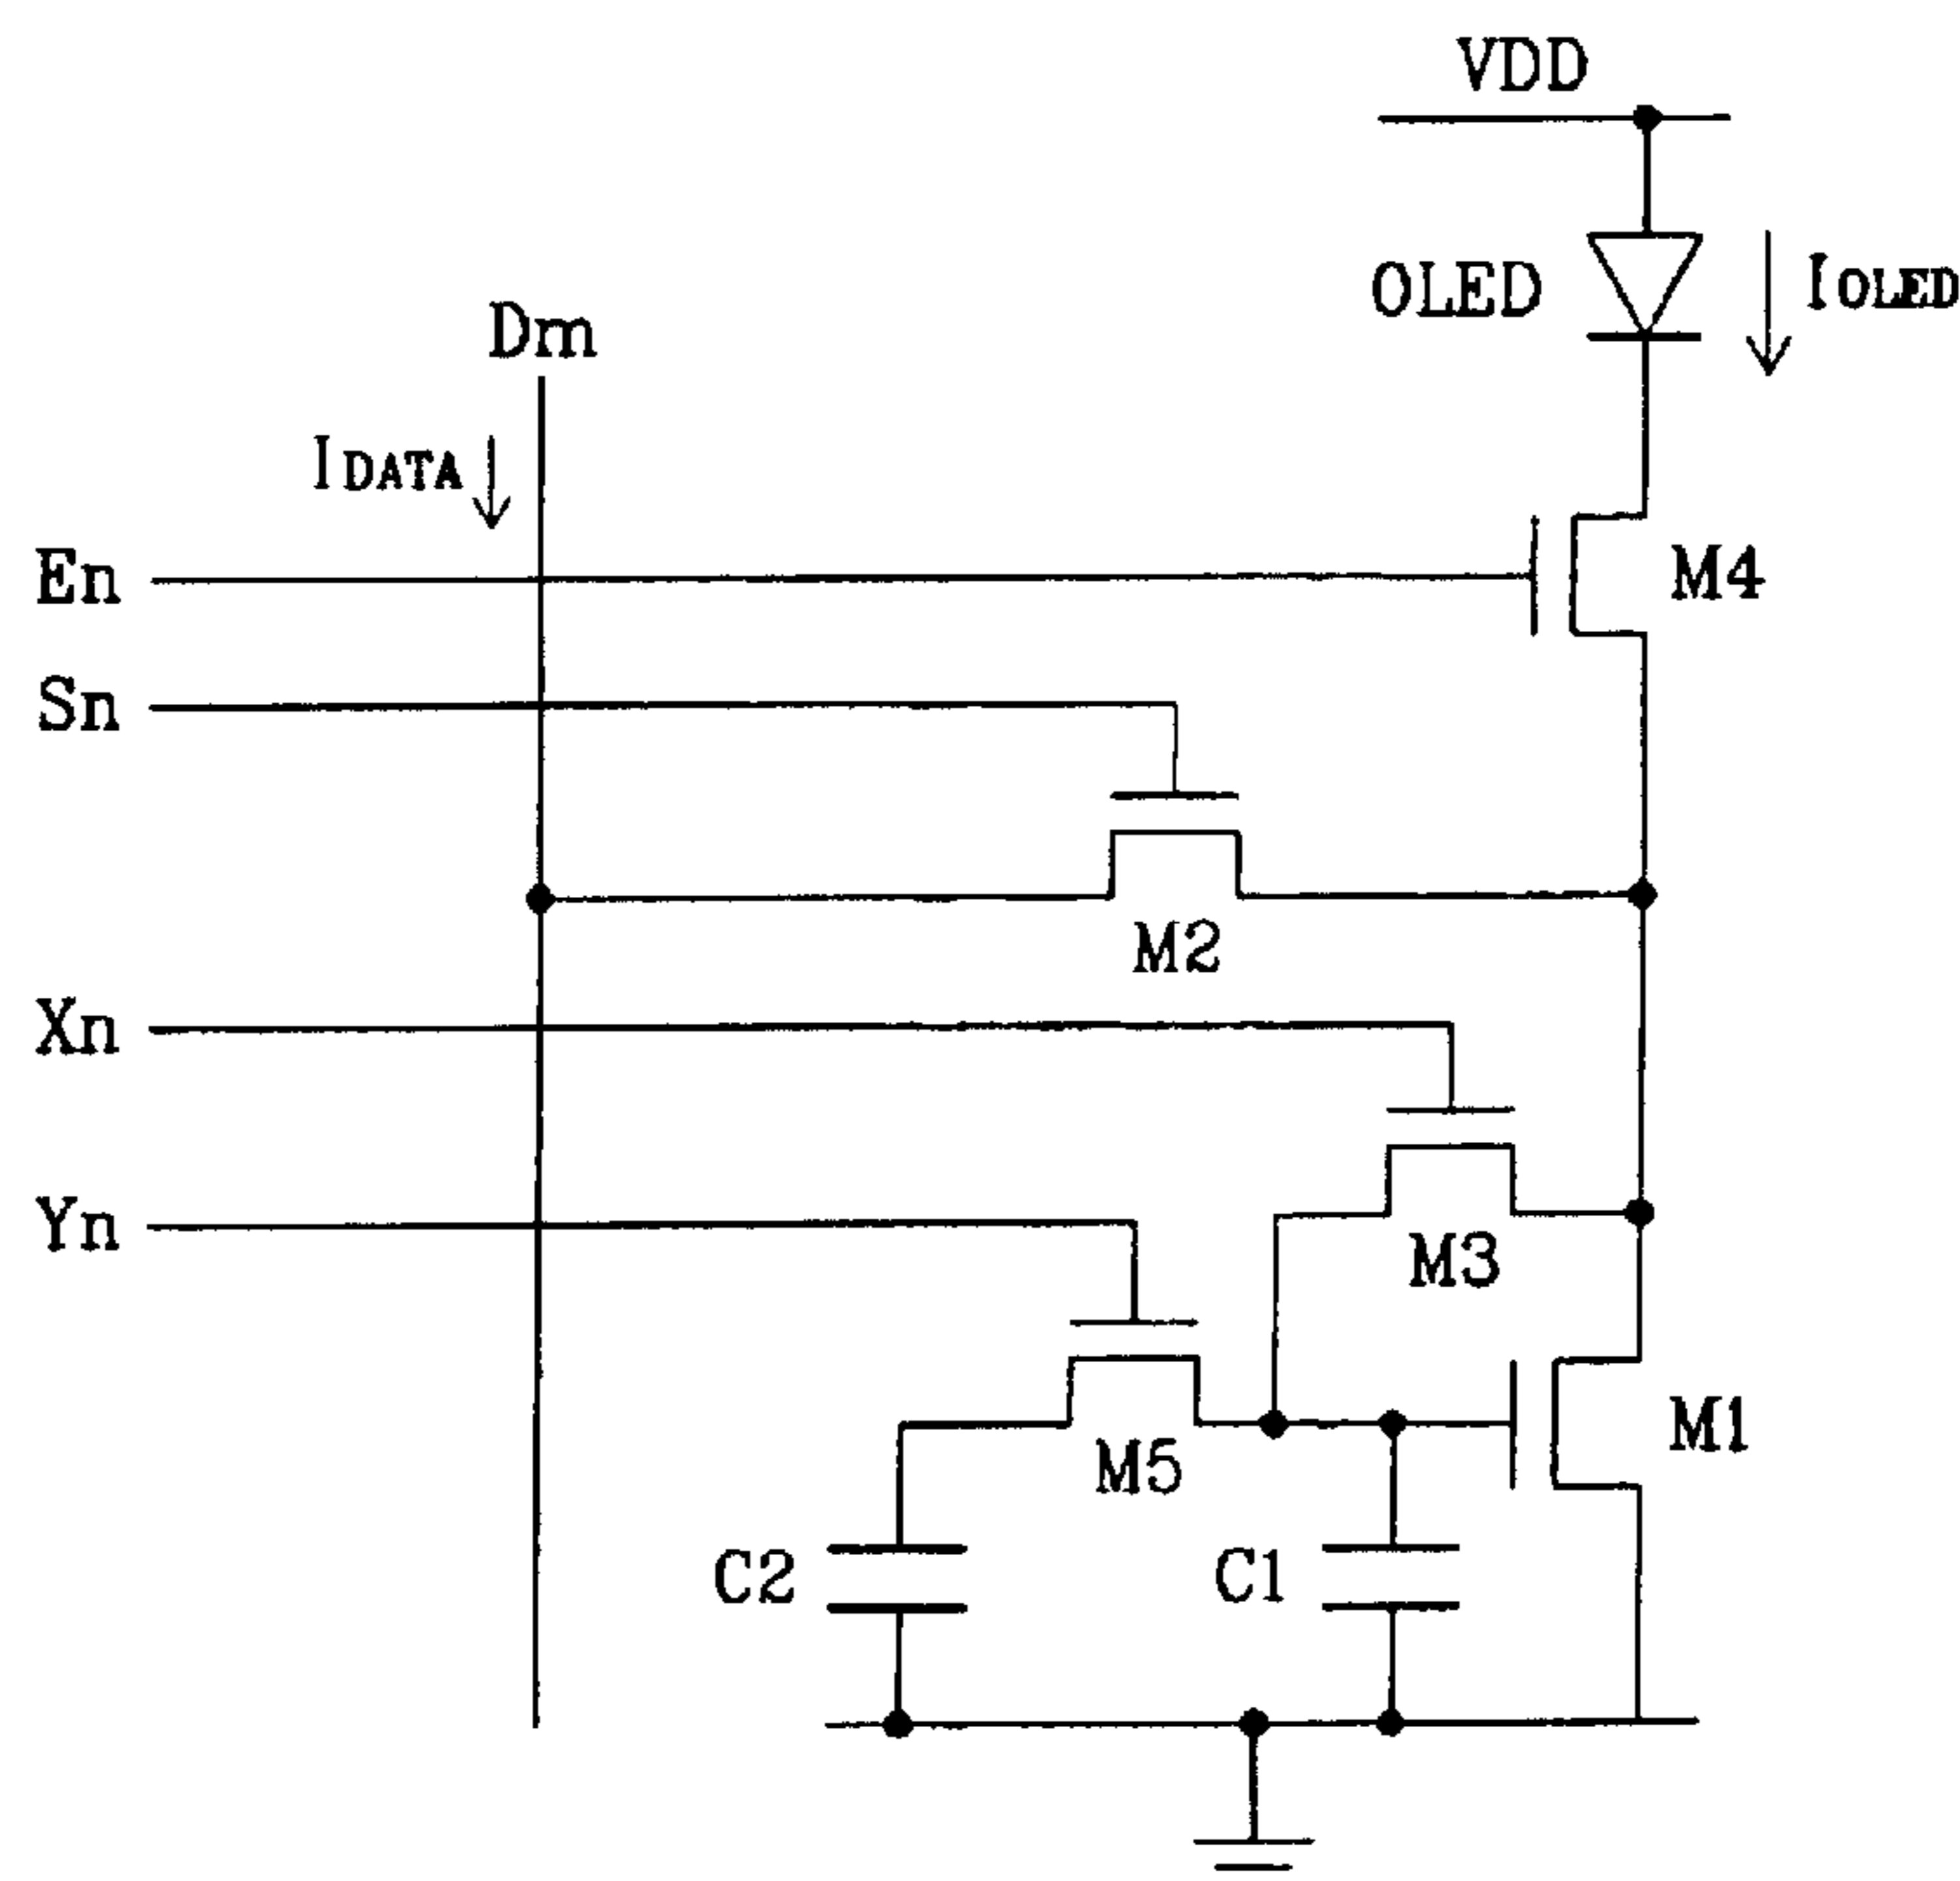 VDD
OLED
IOLED
Dm
IDATA
En
M4
Sn
M2
Xn
Yn
M3
M5
M1
C2
C1